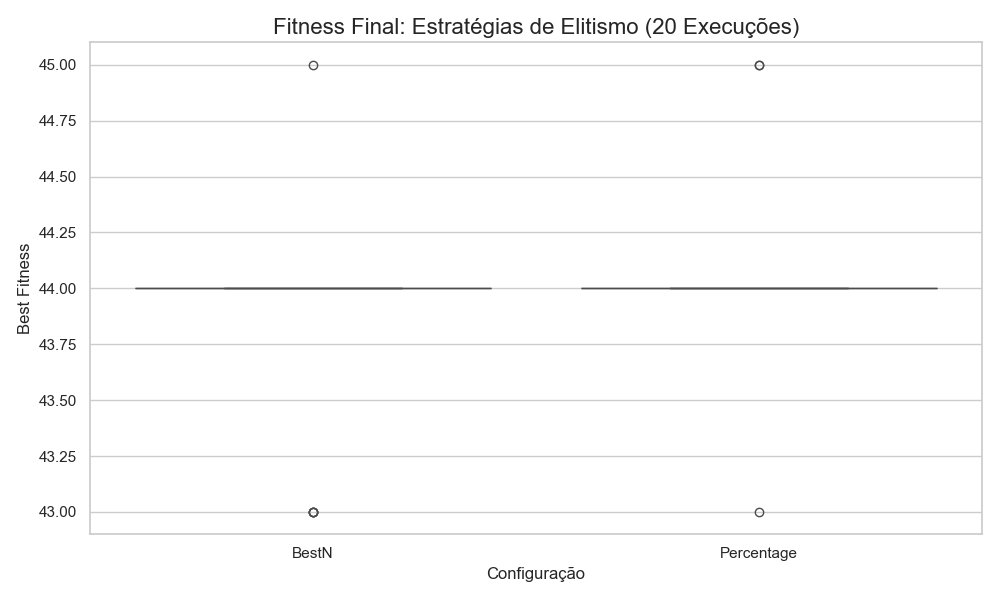 Fitness Final: Estratégias de Elitismo (20 Execuções)
45.00
44.75
44.50
44.25
44.00
43.75
43.50
43.25
43.00
Best Fitness
BestN
Percentage
Configuração